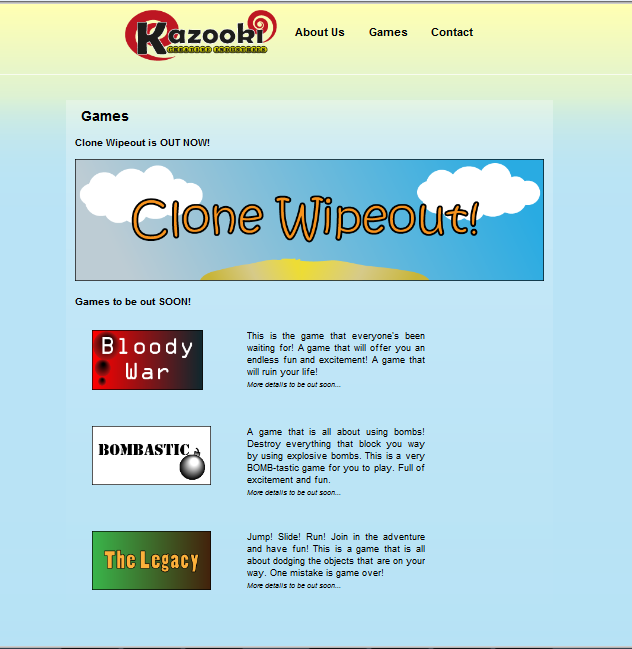 Kazooki
About Us
Games
Contact
Games
Clone Wipeout is OUT NOW!
Clone Wipeout!
Games to be out SOON!
Bloody
War
This is the game that everyone's been
waiting for! A game that will offer you an
endless fun and excitement! A game that
will ruin your life!
More details to be out soon...
BOMBASTIC
A game that is all about using bombs!
Destroy everything that block you way
by using explosive bombs. This is a very
BOMB-tastic game for you to play. Full of
excitement and fun.
More details to be out soon...
The Legacy
Jump! Slide! Run! Join in the adventure
and have fun! This is a game that is all
about dodging the objects that are on your
way. One mistake is game over!
More details to be out soon...